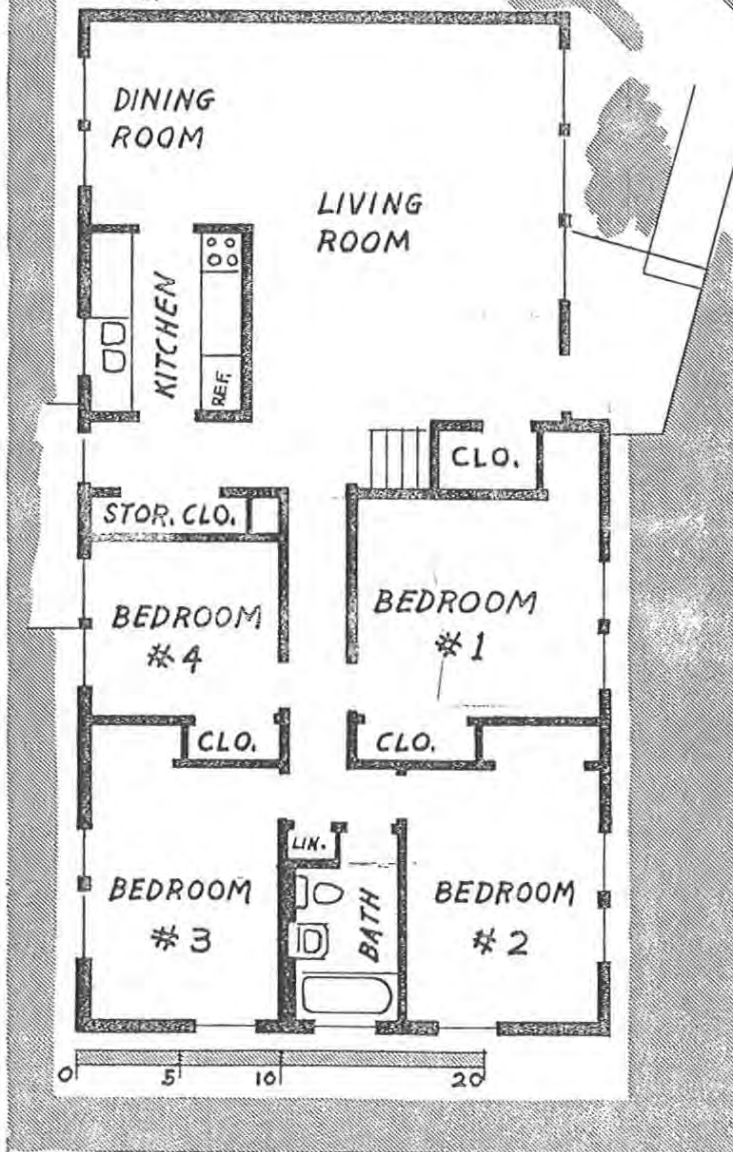 DINING
ROOM
LIVING
ROOM
KITCHEN
REF.
CLO.
STOR. CLO.
BEDROOM
#4
BEDROOM
#1
CLO.
CLO.
LIN.
BEDROOM
#3
BATH
BEDROOM
#2
0 5 10 20